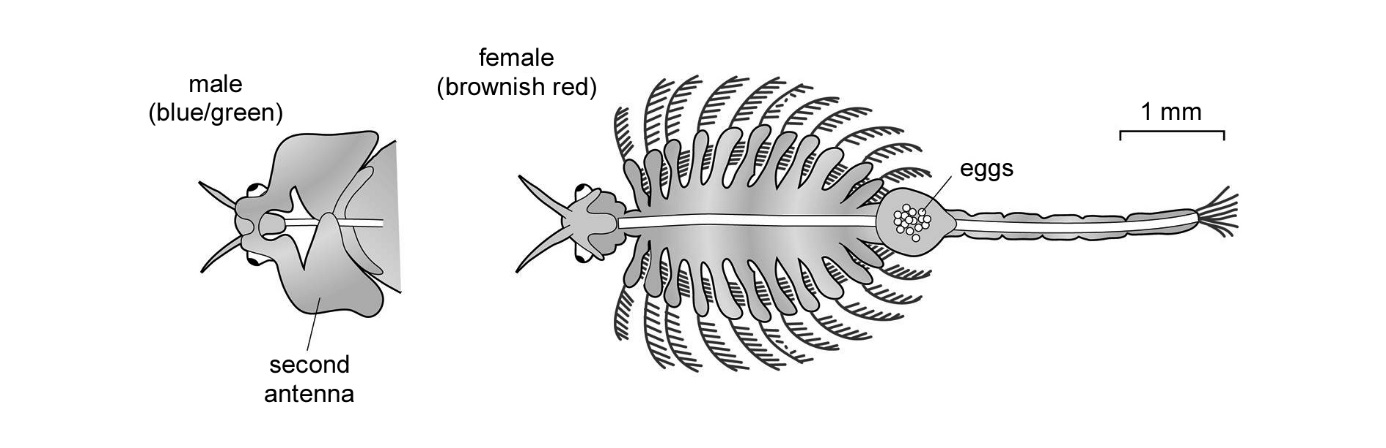 male
(blue/green)
female
(brownish red)
1 mm
eggs
second
antenna